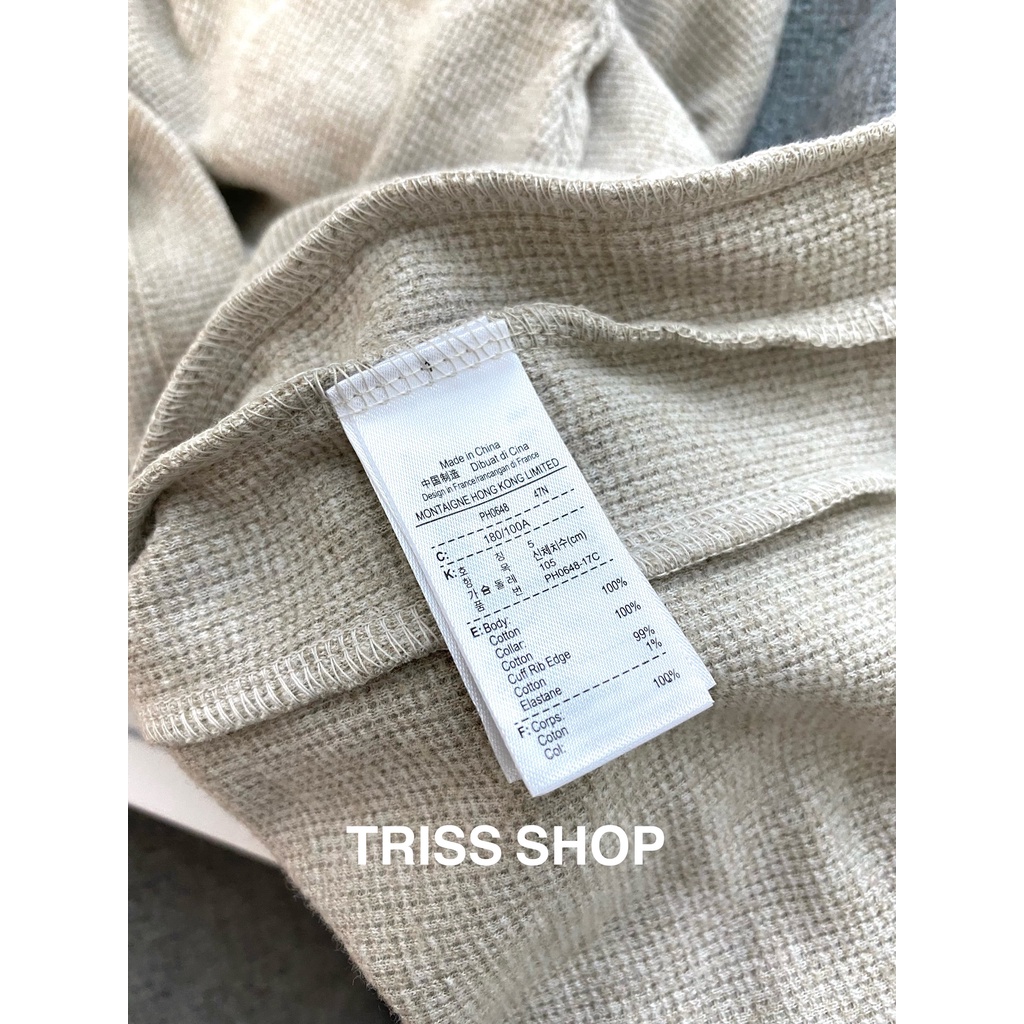 Made in China
中国制造 Dibuat di Cina
Design in France/rancangan di France
MONTAIGNE HONG KONG LIMITED
PH0648 47N
C: 180/100A
K: 호 칭 5
항 목 신체치수(cm)
가슴둘레 105
품 번 PH0648-17C
E: Body:
Cotton 100%
Collar:
Cotton 100%
Cuff Rib Edge
Cotton 99%
Elastane 1%
F: Corps:
Coton 100%
Col:
TRISS SHOP